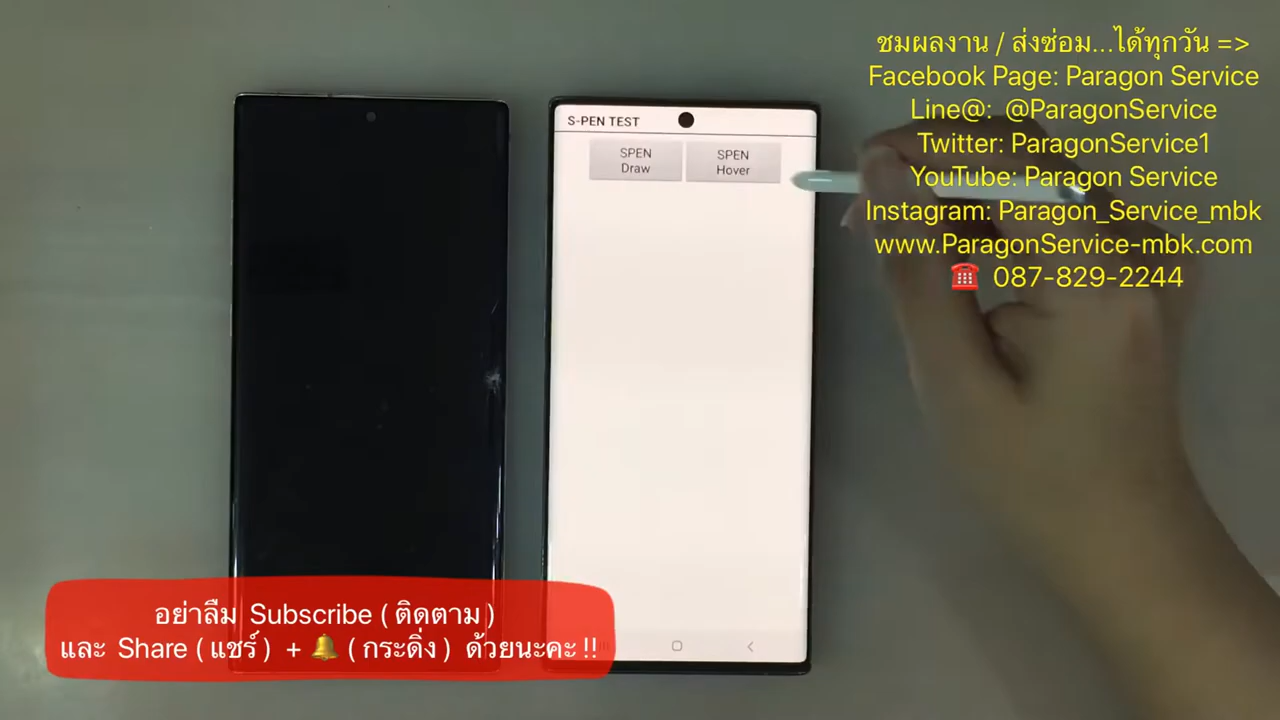 ชมผลงาน / ส่งซ่อม...ได้ทุกวัน =>
Facebook Page: Paragon Service
Line@: @ParagonService
Twitter: ParagonService1
YouTube: Paragon Service
Instagram: Paragon_Service_mbk
www.ParagonService-mbk.com
☎️ 087-829-2244
S-PEN TEST
SPEN
Draw
SPEN
Hover
อย่าลืม Subscribe ( ติดตาม )
และ Share ( แชร์ ) + 🔔 ( กระดิ่ง ) ด้วยนะคะ !!